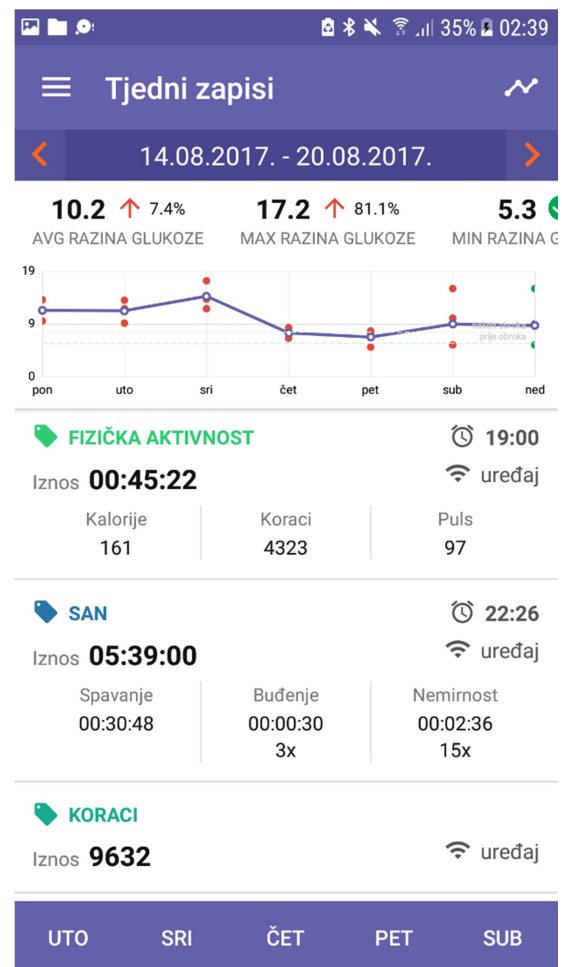 35% 02:39
Tjedni zapisi
14.08.2017. - 20.08.2017.
10.2 7.4% 17.2 81.1% 5.3
AVG RAZINA GLUKOZE MAX RAZINA GLUKOZE MIN RAZINA G
19
9
nakon obroka
prije obroka
0
pon uto sri čet pet sub ned
FIZIČKA AKTIVNOST 19:00
Iznos 00:45:22 uređaj
Kalorije Koraci Puls
161 4323 97
SAN 22:26
Iznos 05:39:00 uređaj
Spavanje Buđenje Nemirnost
00:30:48 00:00:30 00:02:36
3x 15x
KORACI
Iznos 9632 uređaj
UTO SRI ČET PET SUB